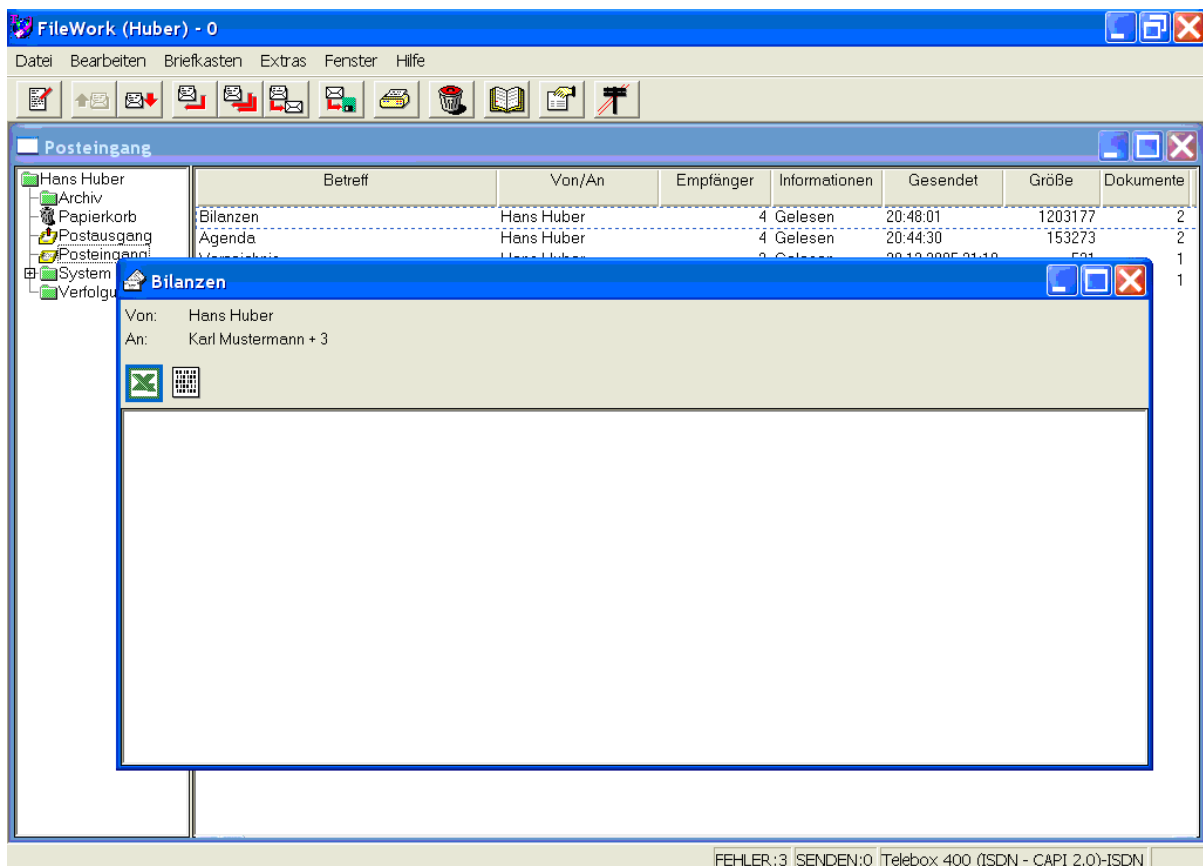 FileWork (Huber) - 0
Datei Bearbeiten Briefkasten Extras Fenster Hilfe
Posteingang
Hans Huber
Archiv
Papierkorb
Postausgang
Posteingang
System
Verfolgu
Betreff Von/An Empfänger Informationen Gesendet Größe Dokumente
Bilanzen Hans Huber 4 Gelesen 20:48:01 1203177 2
Agenda Hans Huber 4 Gelesen 20:44:30 153273 2
1
1
Bilanzen
Von: Hans Huber
An: Karl Mustermann + 3
FEHLER:3 SENDEN:0 Telebox 400 (ISDN - CAPI 2.0)-ISDN